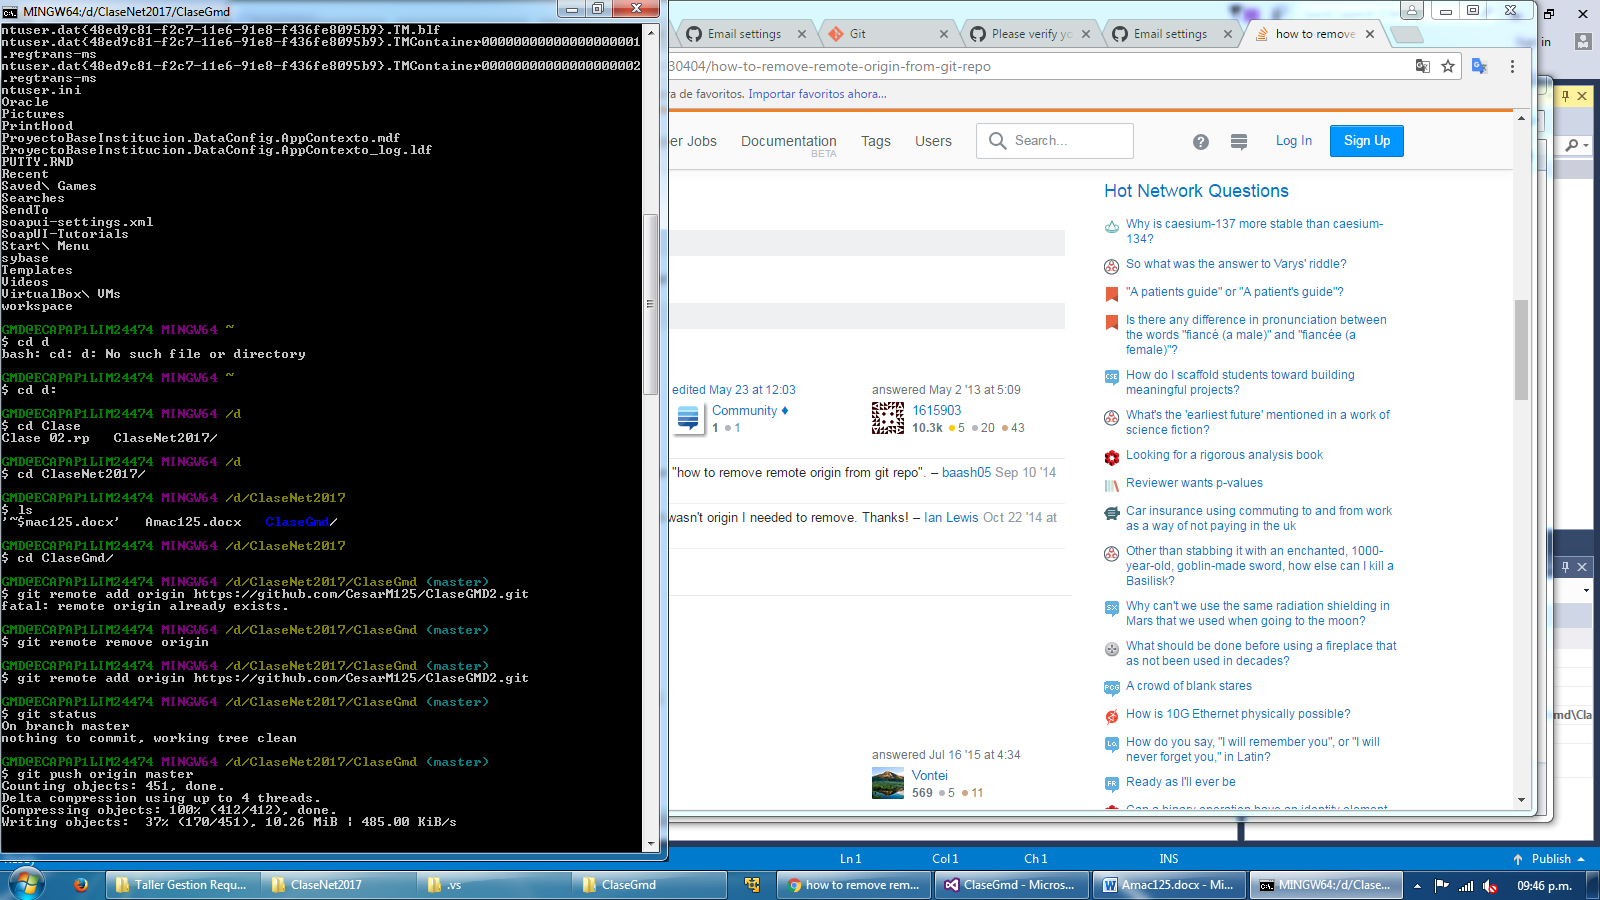 MINGW64:/d/ClaseNet2017/ClaseGmd
ntuser.dat{48ed9c81-f2c7-11e6-91e8-f436fe8095b9}.TM.blf
ntuser.dat{48ed9c81-f2c7-11e6-91e8-f436fe8095b9}.TMContainer00000000000000000001
.regtrans-ms
ntuser.dat{48ed9c81-f2c7-11e6-91e8-f436fe8095b9}.TMContainer00000000000000000002
.regtrans-ms
ntuser.ini
Oracle
Pictures
PrintHood
ProyectoBaseInstitucion.DataConfig.AppContexto.mdf
ProyectoBaseInstitucion.DataConfig.AppContexto_log.ldf
PUTTY.RND
Recent
Saved\ Games
Searches
SendTo
soapui-settings.xml
SoapUI-Tutorials
Start\ Menu
sybase
Templates
Videos
VirtualBox\ VMs
workspace
GMD@ECAPAP1LIM24474 MINGW64 ~
$ cd d
bash: cd: d: No such file or directory
GMD@ECAPAP1LIM24474 MINGW64 ~
$ cd d:
GMD@ECAPAP1LIM24474 MINGW64 /d
$ cd Clase
Clase 02.rp   ClaseNet2017/
GMD@ECAPAP1LIM24474 MINGW64 /d
$ cd ClaseNet2017/
GMD@ECAPAP1LIM24474 MINGW64 /d/ClaseNet2017
$ ls
'~$mac125.docx'   Amac125.docx   ClaseGmd/
GMD@ECAPAP1LIM24474 MINGW64 /d/ClaseNet2017
$ cd ClaseGmd/
GMD@ECAPAP1LIM24474 MINGW64 /d/ClaseNet2017/ClaseGmd (master)
$ git remote add origin https://github.com/CesarM125/ClaseGMD2.git
fatal: remote origin already exists.
GMD@ECAPAP1LIM24474 MINGW64 /d/ClaseNet2017/ClaseGmd (master)
$ git remote remove origin
GMD@ECAPAP1LIM24474 MINGW64 /d/ClaseNet2017/ClaseGmd (master)
$ git remote add origin https://github.com/CesarM125/ClaseGMD2.git
GMD@ECAPAP1LIM24474 MINGW64 /d/ClaseNet2017/ClaseGmd (master)
$ git status
On branch master
nothing to commit, working tree clean
GMD@ECAPAP1LIM24474 MINGW64 /d/ClaseNet2017/ClaseGmd (master)
$ git push origin master
Counting objects: 451, done.
Delta compression using up to 4 threads.
Compressing objects: 100% (412/412), done.
Writing objects:  37% (170/451), 10.26 MiB | 485.00 KiB/s
Email settings
Git
Please verify yo
Email settings
how to remove
in
30404/how-to-remove-remote-origin-from-git-repo
ra de favoritos. Importar favoritos ahora...
er Jobs
Documentation
BETA
Tags
Users
Search...
Log In
Sign Up
edited May 23 at 12:03
Community ♦
1 ● 1
answered May 2 '13 at 5:09
1615903
10.3k ● 5 ● 20 ● 43
"how to remove remote origin from git repo". – baash05 Sep 10 '14
wasn't origin I needed to remove. Thanks! – Ian Lewis Oct 22 '14 at
answered Jul 16 '15 at 4:34
Vontei
569 ● 5 ● 11
Hot Network Questions
Why is caesium-137 more stable than caesium-
134?
So what was the answer to Varys' riddle?
"A patients guide" or "A patient's guide"?
Is there any difference in pronunciation between
the words "fiancé (a male)" and "fiancée (a
female)"?
CSE
How do I scaffold students toward building
meaningful projects?
What's the 'earliest future' mentioned in a work of
science fiction?
Looking for a rigorous analysis book
Reviewer wants p-values
Car insurance using commuting to and from work
as a way of not paying in the uk
Other than stabbing it with an enchanted, 1000-
year-old, goblin-made sword, how else can I kill a
Basilisk?
SX
Why can't we use the same radiation shielding in
Mars that we used when going to the moon?
What should be done before using a fireplace that
as not been used in decades?
PCG
A crowd of blank stares
How is 10G Ethernet physically possible?
Lo.
How do you say, "I will remember you", or "I will
never forget you," in Latin?
FR
Ready as I'll ever be
Can a binary operation have an identity element
md\Cla
Ln 1
Col 1
Ch 1
INS
Publish
Taller Gestion Requ...
ClaseNet2017
.vs
ClaseGmd
how to remove rem...
ClaseGmd - Micros...
Amac125.docx - Mi...
MINGW64:/d/Clase...
09:46 p.m.